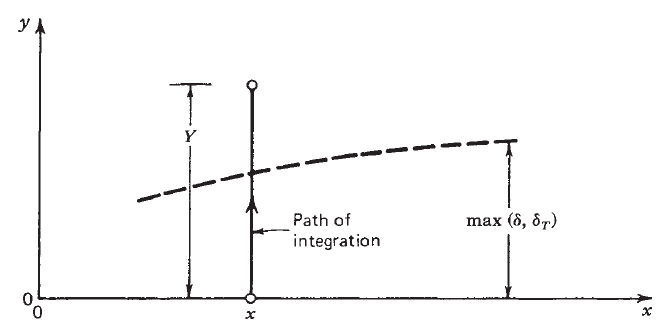 y
Y
Path of
integration
max (δ, δ_T)
0
0
x
x